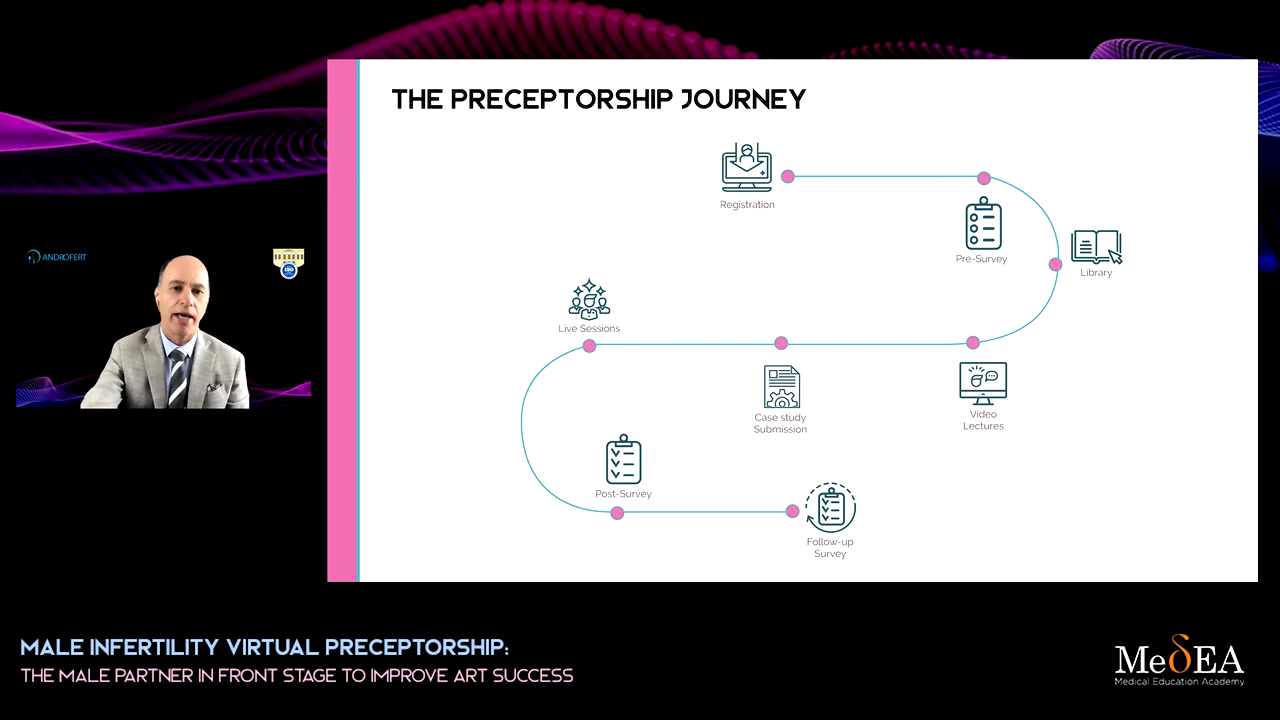 THE PRECEPTORSHIP JOURNEY
Registration
Pre-Survey
Library
ANDROFERT
ISO
Live Sessions
Case study
Submission
Video
Lectures
Post-Survey
Follow-up
Survey
MALE INFERTILITY VIRTUAL PRECEPTORSHIP:
THE MALE PARTNER IN FRONT STAGE TO IMPROVE ART SUCCESS
MeδEA
Medical Education Academy